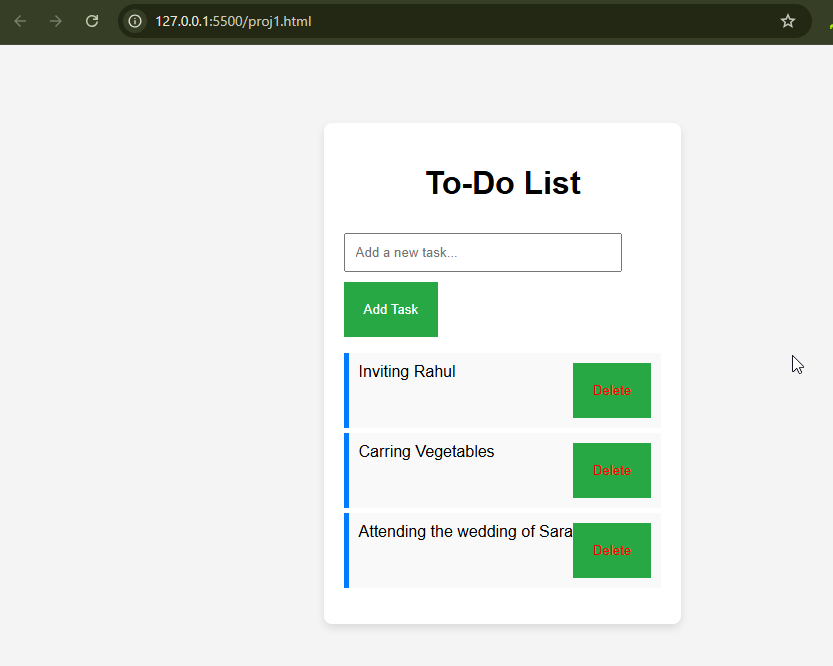 127.0.0.1:5500/proj1.html
To-Do List
Add a new task...
Add Task
Inviting Rahul
Delete
Carring Vegetables
Delete
Attending the wedding of Sara
Delete